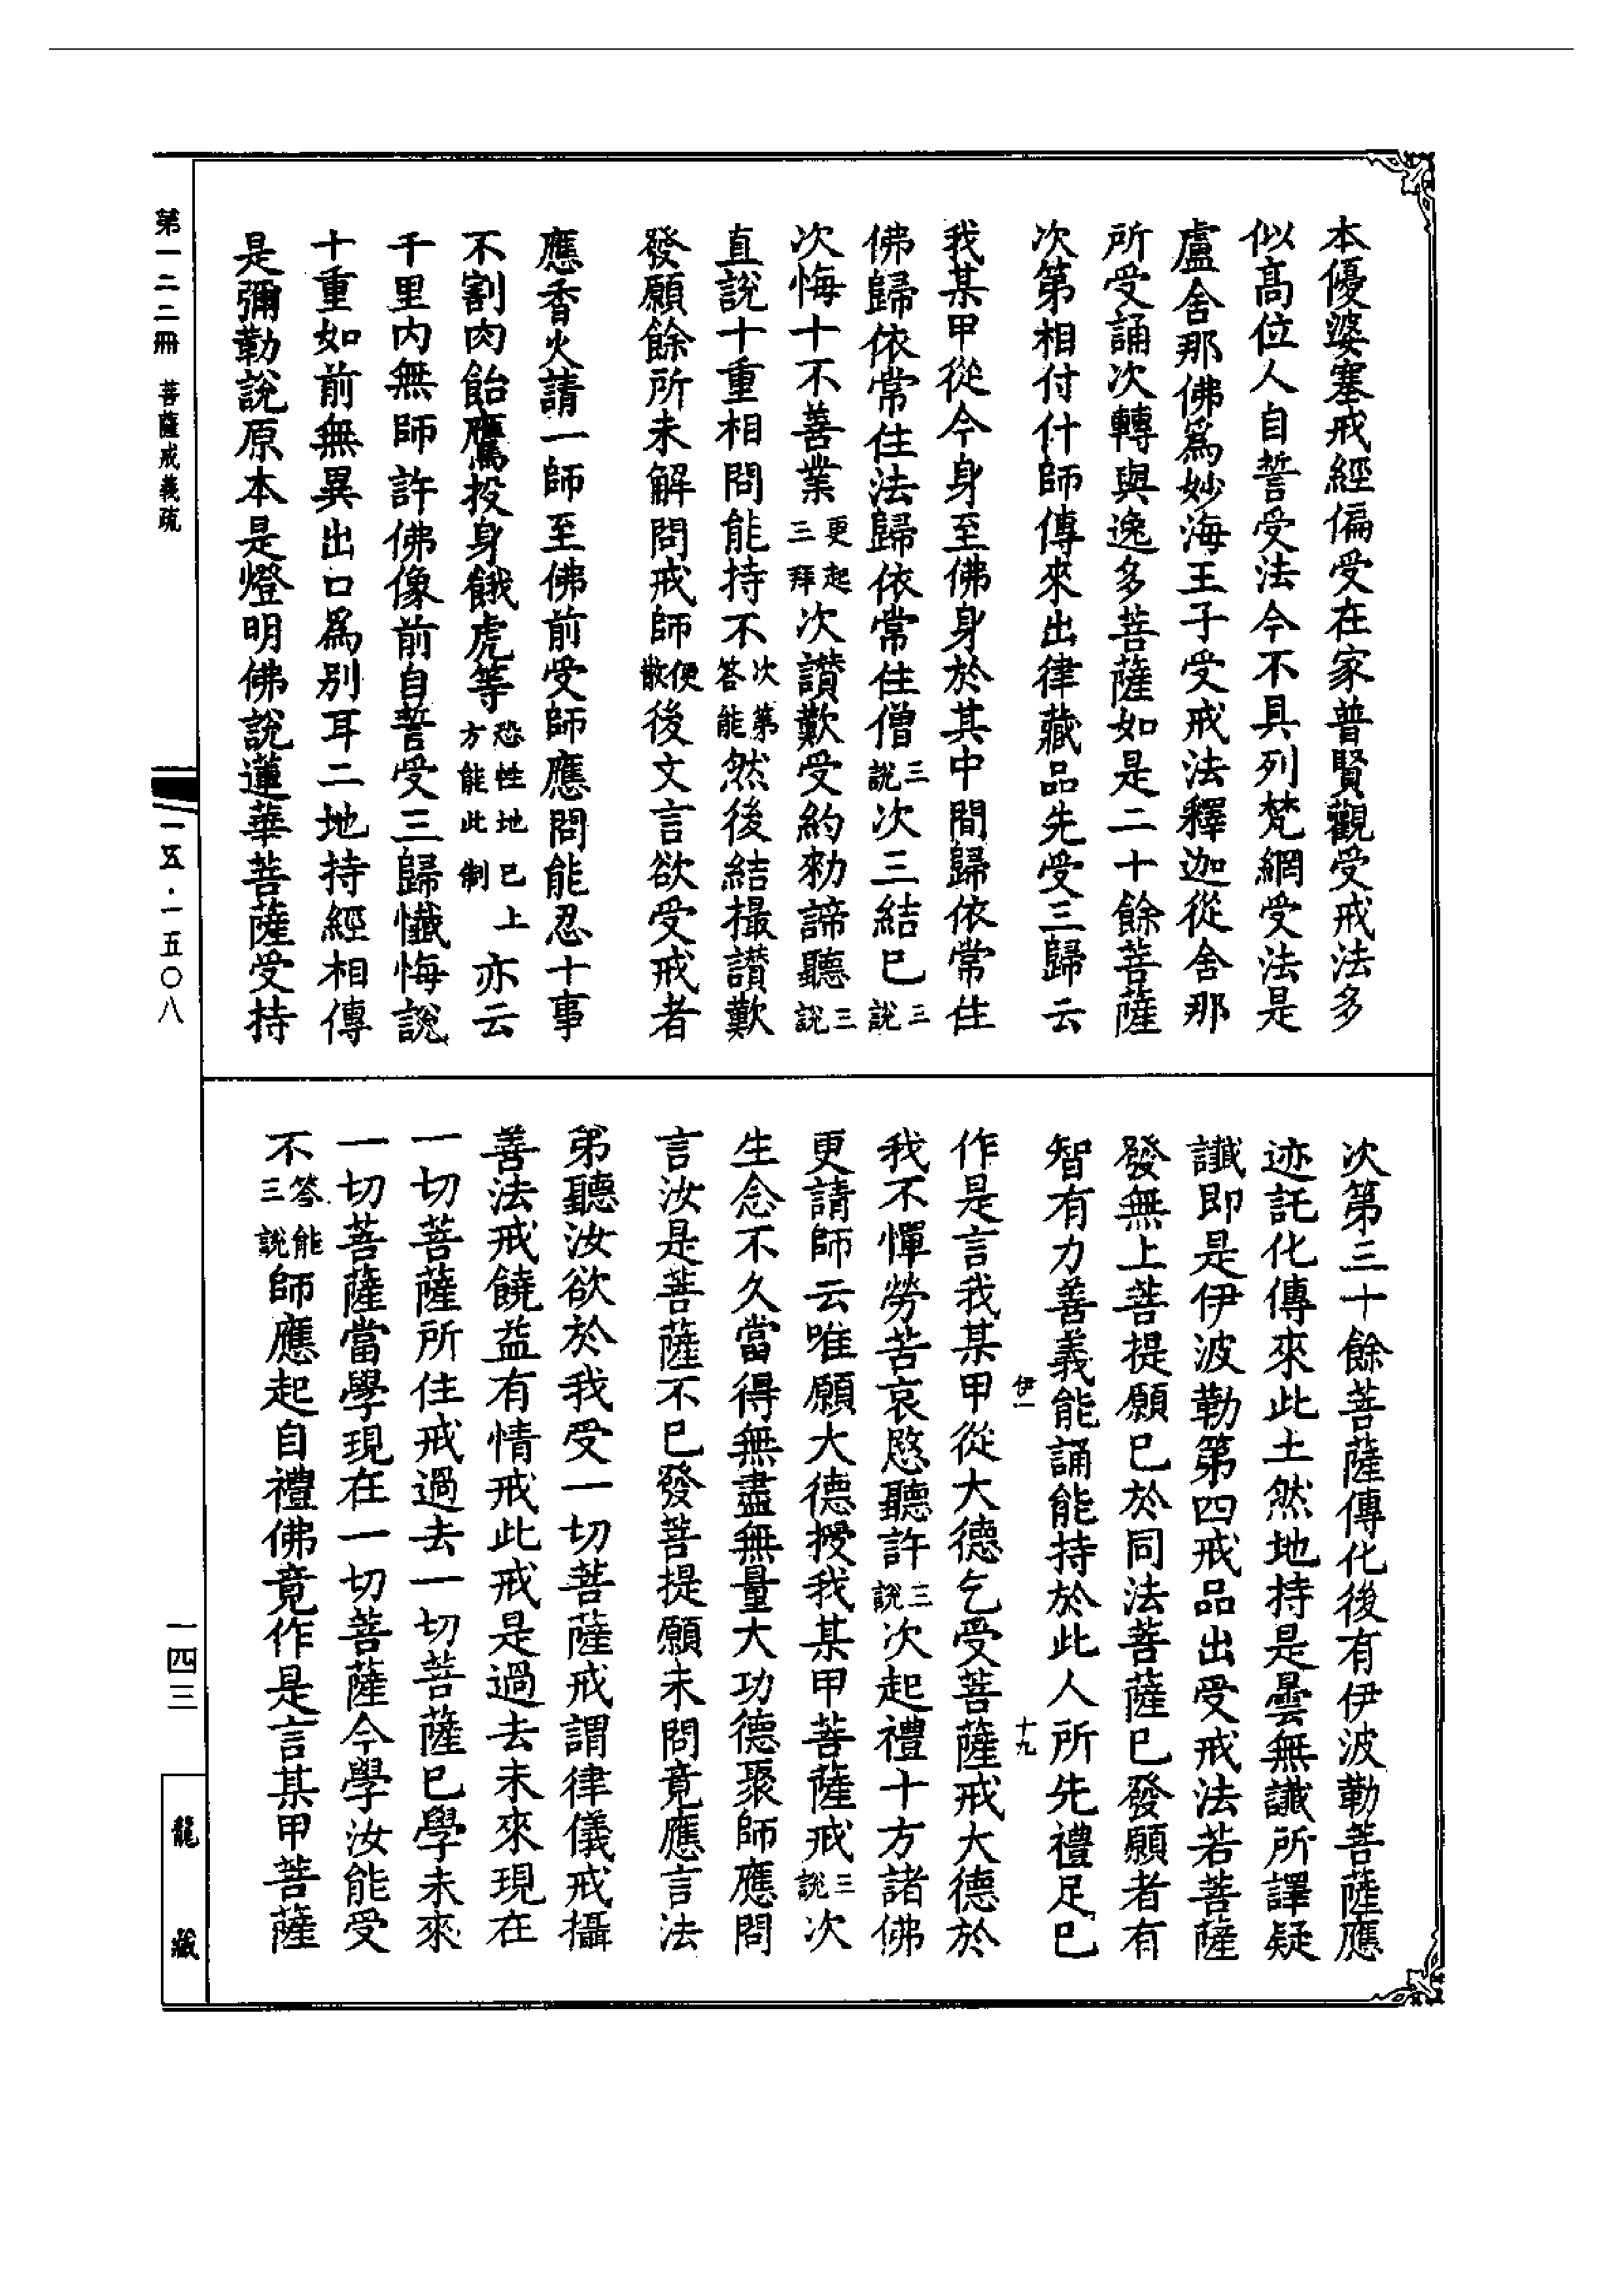 本優婆塞戒經偏受在家普賢觀受戒法多
似高位人自誓受法今不具列梵網受法是
盧舍那佛爲妙海王子受戒法釋迦從舍那
所受誦次轉與逸多菩薩如是二十餘菩薩
次第相付什師傳來出律藏品先受三歸云
我某甲從今身至佛身於其中間歸依常住
佛歸依常住法歸依常住僧三說次三結已三說
次悔十不善業更起三拜次讃歎受約勑諦聽三說
直說十重相問能持不次第答能然後結撮讃歎
發願餘所未解問戒師便散後文言欲受戒者
應香火請一師至佛前受師應問能忍十事
不割肉飴鷹投身餓虎等恐性地已上方能此制亦云
千里內無師許佛像前自誓受三歸懺悔說
十重如前無異出口爲別耳二地持經相傳
是彌勒說原本是燈明佛說蓮華菩薩受持
次第三十餘菩薩傳化後有伊波勒菩薩應
迹託化傳來此土然地持是曇無讖所譯疑
讖即是伊波勒第四戒品出受戒法若菩薩
發無上菩提願已於同法菩薩已發願者有
智有力善義能誦能持於此人所先禮足已
伊一
十九
作是言我某甲從大德乞受菩薩戒大德於
我不憚勞苦哀愍聽許三說次起禮十方諸佛
更請師云唯願大德授我某甲菩薩戒三說次
生念不久當得無盡無量大功德聚師應問
言汝是菩薩不已發菩提願未問竟應言法
弟聽汝欲於我受一切菩薩戒謂律儀戒攝
善法戒饒益有情戒此戒是過去未來現在
一切菩薩所住戒過去一切菩薩已學未來
一切菩薩當學現在一切菩薩今學汝能受
不答能三說師應起自禮佛竟作是言某甲菩薩
第一二二冊 菩薩戒義疏
一五·一五〇八
一四三
龍藏